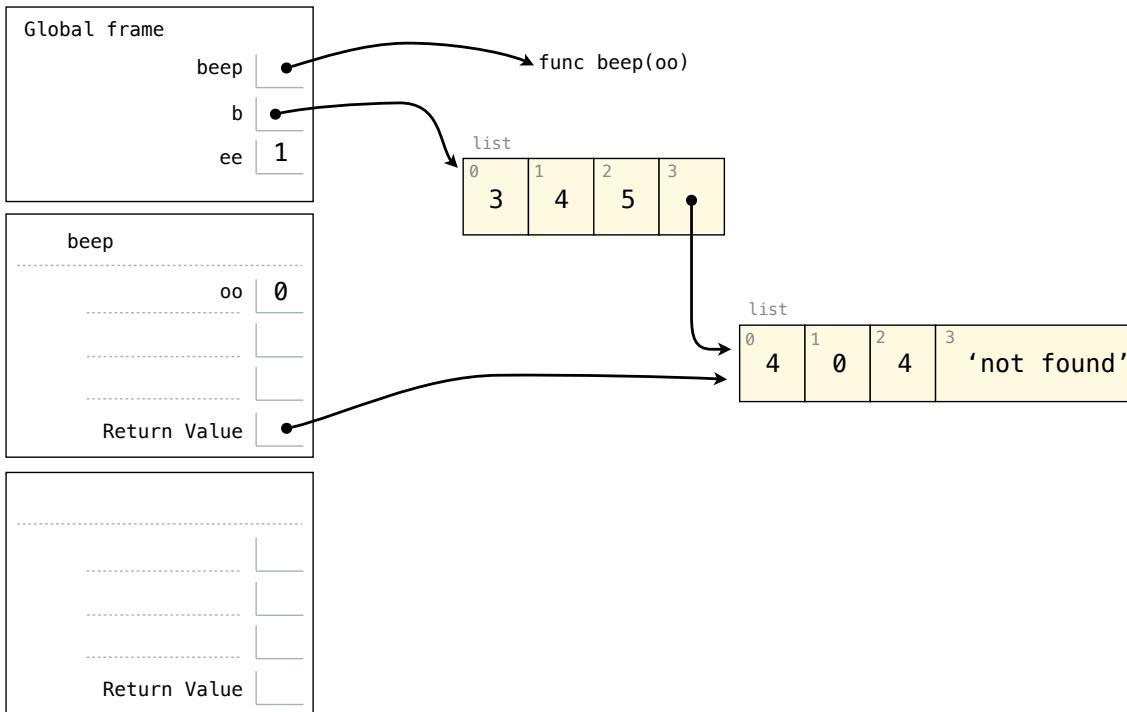 Global frame
beep
func beep(oo)
b
ee 1
list
0 1 2 3
3 4 5
beep
oo 0
list
0 1 2 3
4 0 4 ‘not found’
Return Value
Return Value